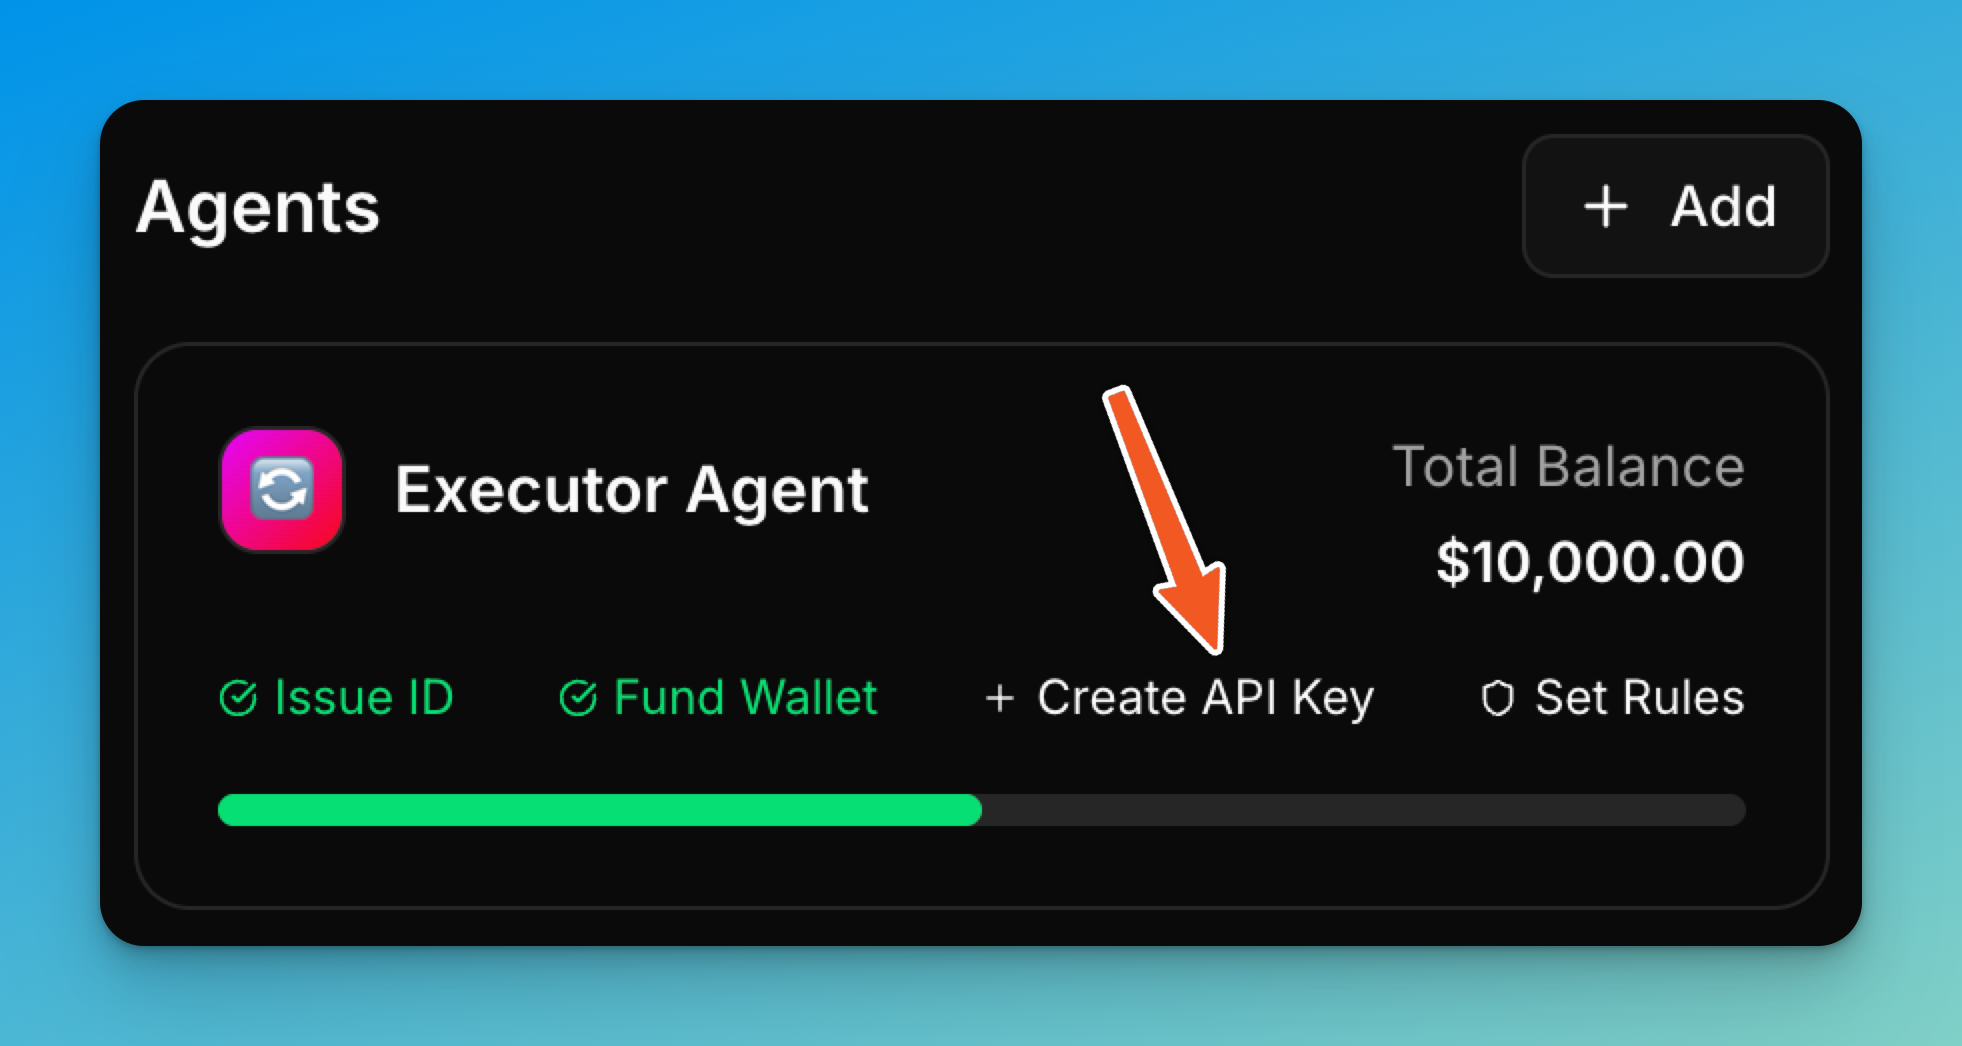 Agents
+ Add
Executor Agent
Total Balance
$10,000.00
Issue ID
Fund Wallet
+ Create API Key
Set Rules